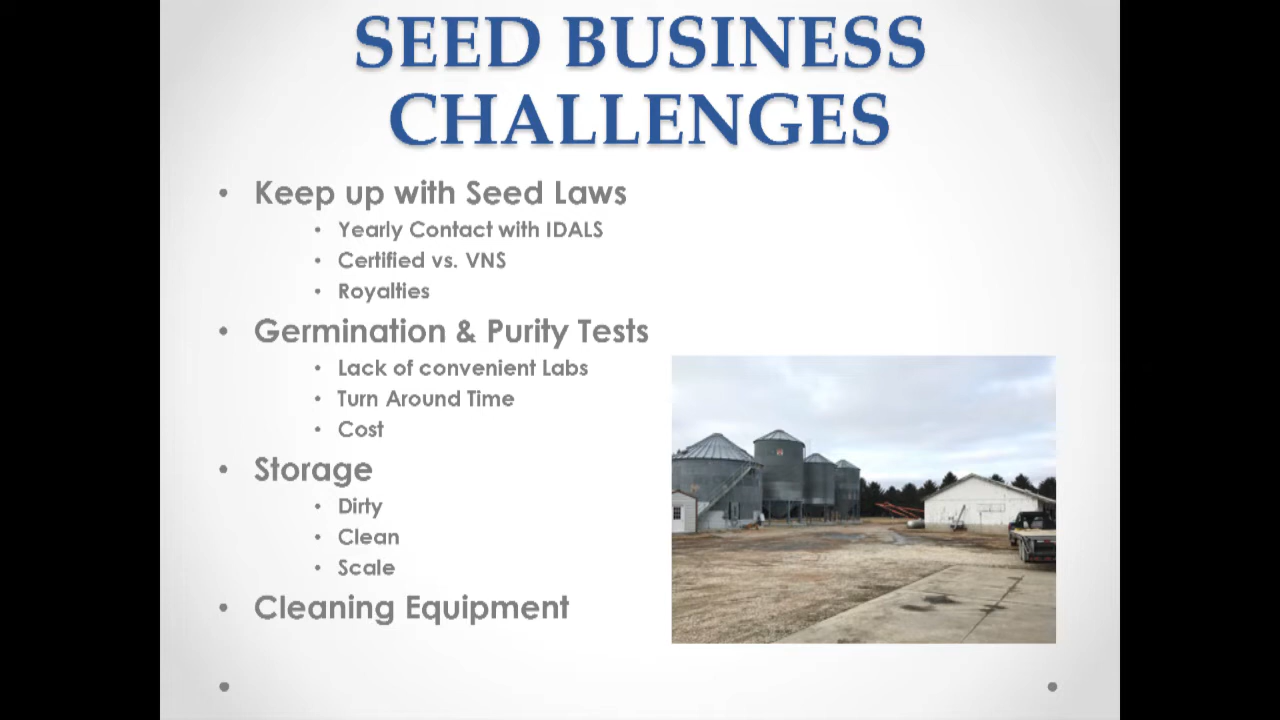 SEED BUSINESS
CHALLENGES
• Keep up with Seed Laws
• Yearly Contact with IDALS
• Certified vs. VNS
• Royalties
• Germination & Purity Tests
• Lack of convenient Labs
• Turn Around Time
• Cost
• Storage
• Dirty
• Clean
• Scale
• Cleaning Equipment